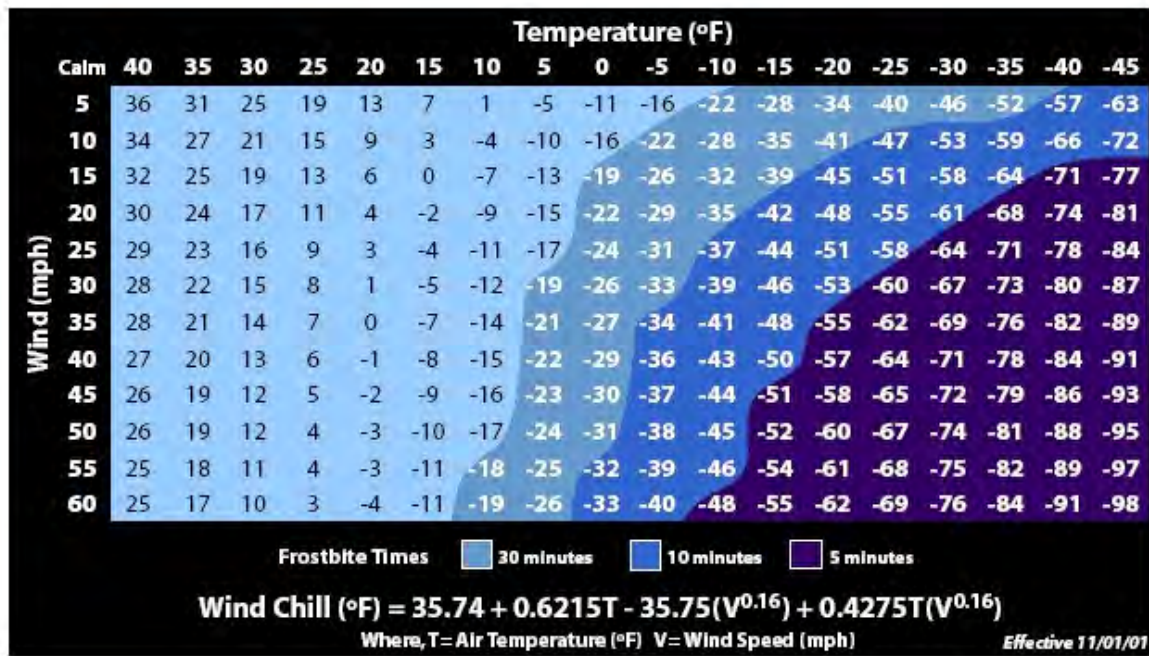 Temperature (°F)
Calm 40 35 30 25 20 15 10 5 0 -5 -10 -15 -20 -25 -30 -35 -40 -45
5 36 31 25 19 13 7 1 -5 -11 -16 -22 -28 -34 -40 -46 -52 -57 -63
10 34 27 21 15 9 3 -4 -10 -16 -22 -28 -35 -41 -47 -53 -59 -66 -72
15 32 25 19 13 6 0 -7 -13 -19 -26 -32 -39 -45 -51 -58 -64 -71 -77
20 30 24 17 11 4 -2 -9 -15 -22 -29 -35 -42 -48 -55 -61 -68 -74 -81
25 29 23 16 9 3 -4 -11 -17 -24 -31 -37 -44 -51 -58 -64 -71 -78 -84
30 28 22 15 8 1 -5 -12 -19 -26 -33 -39 -46 -53 -60 -67 -73 -80 -87
35 28 21 14 7 0 -7 -14 -21 -27 -34 -41 -48 -55 -62 -69 -76 -82 -89
40 27 20 13 6 -1 -8 -15 -22 -29 -36 -43 -50 -57 -64 -71 -78 -84 -91
45 26 19 12 5 -2 -9 -16 -23 -30 -37 -44 -51 -58 -65 -72 -79 -86 -93
50 26 19 12 4 -3 -10 -17 -24 -31 -38 -45 -52 -60 -67 -74 -81 -88 -95
55 25 18 11 4 -3 -11 -18 -25 -32 -39 -46 -54 -61 -68 -75 -82 -89 -97
60 25 17 10 3 -4 -11 -19 -26 -33 -40 -48 -55 -62 -69 -76 -84 -91 -98
Wind (mph)
Frostbite Times 30 minutes 10 minutes 5 minutes
Wind Chill (°F) = 35.74 + 0.6215T - 35.75(V^0.16) + 0.4275T(V^0.16)
Where, T= Air Temperature (°F) V= Wind Speed (mph) Effective 11/01/01